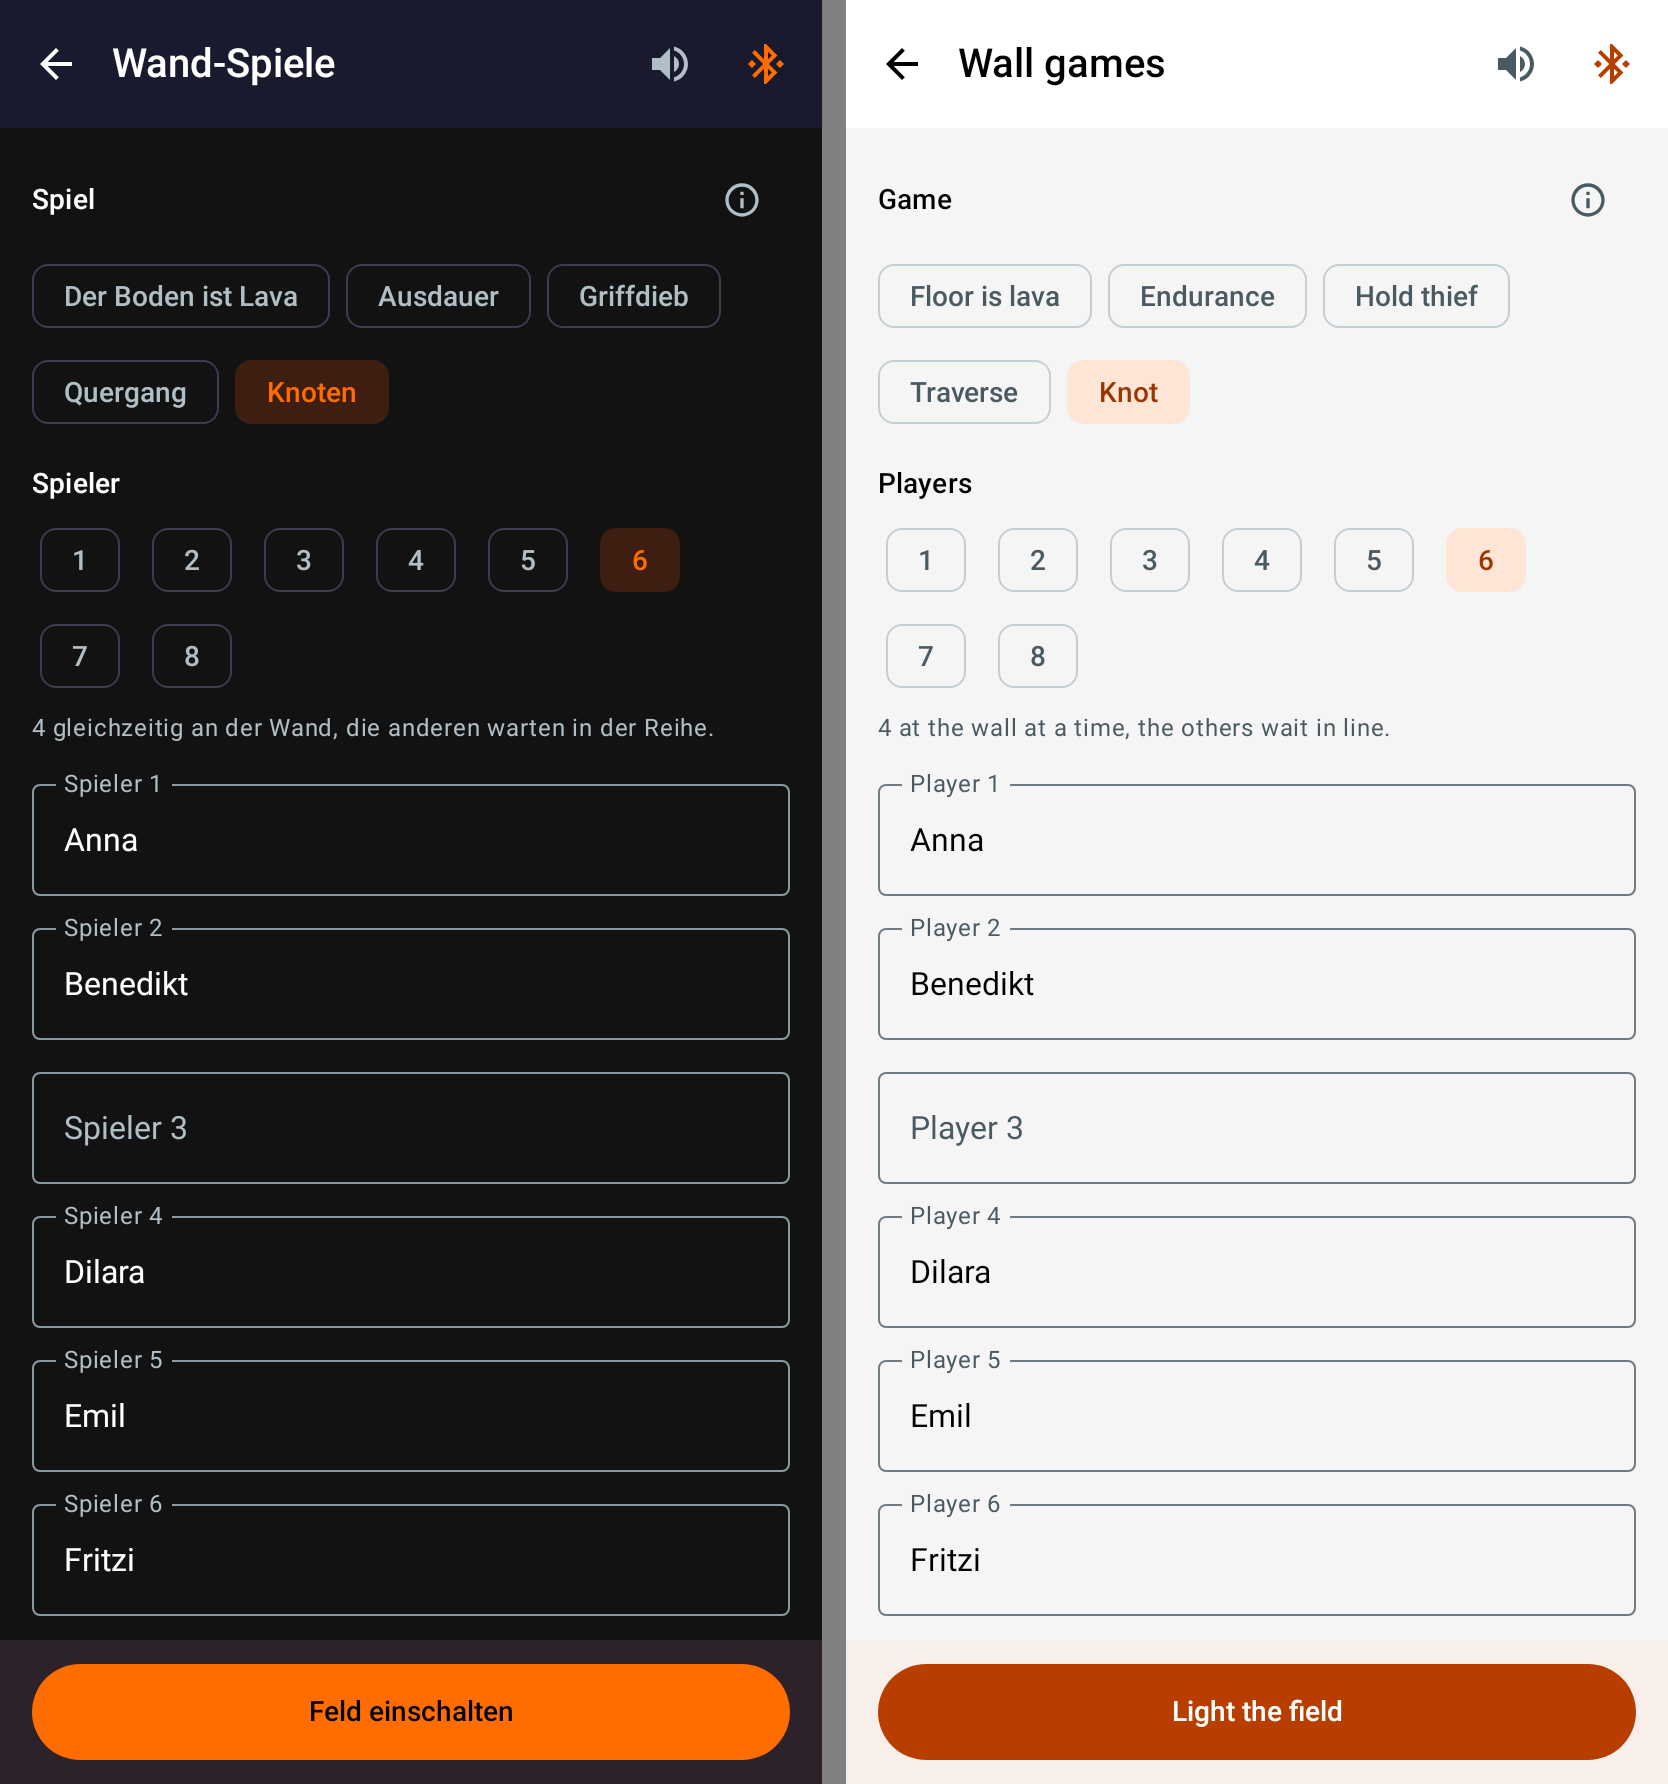 Wand-Spiele
Spiel
Der Boden ist Lava
Ausdauer
Griffdieb
Quergang
Knoten
Spieler
1
2
3
4
5
6
7
8
4 gleichzeitig an der Wand, die anderen warten in der Reihe.
Spieler 1
Anna
Spieler 2
Benedikt
Spieler 3
Spieler 4
Dilara
Spieler 5
Emil
Spieler 6
Fritzi
Feld einschalten
Wall games
Game
Floor is lava
Endurance
Hold thief
Traverse
Knot
Players
1
2
3
4
5
6
7
8
4 at the wall at a time, the others wait in line.
Player 1
Anna
Player 2
Benedikt
Player 3
Player 4
Dilara
Player 5
Emil
Player 6
Fritzi
Light the field